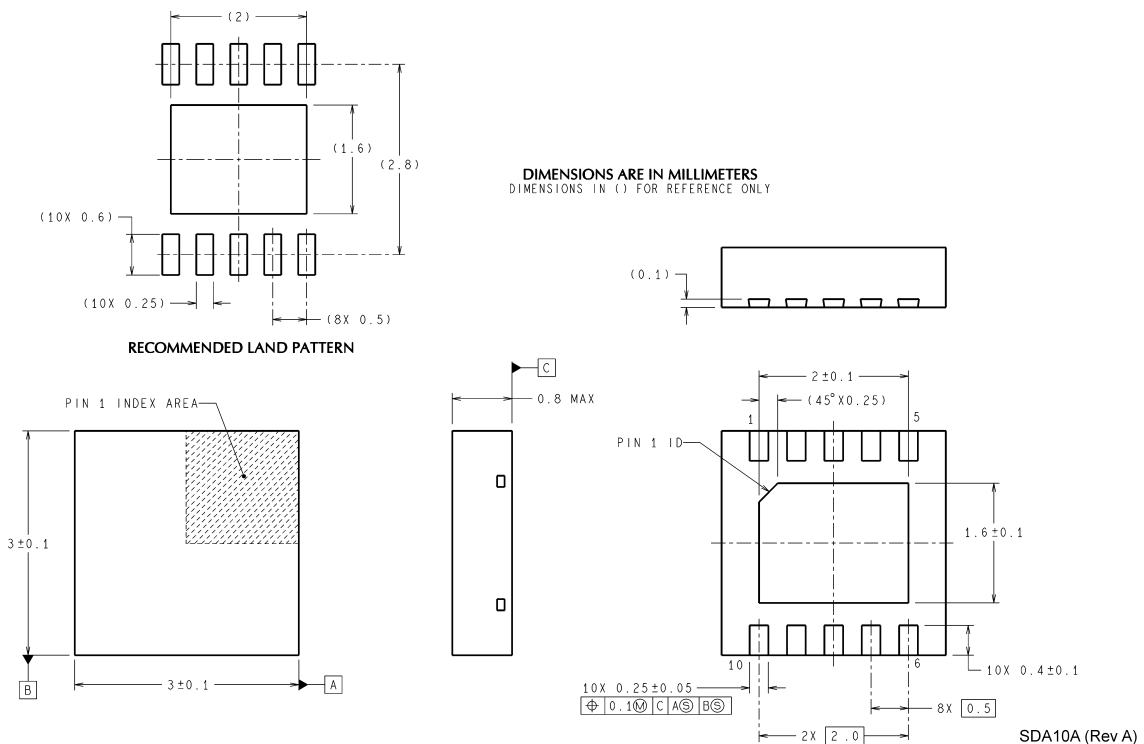 (2)
(1.6)
(2.8)
DIMENSIONS ARE IN MILLIMETERS
DIMENSIONS IN () FOR REFERENCE ONLY
(10X 0.6)
(0.1)
(10X 0.25)
(8X 0.5)
RECOMMENDED LAND PATTERN
C
PIN 1 INDEX AREA
0.8 MAX
2±0.1
(45°X0.25)
1
5
PIN 1 ID
3±0.1
1.6±0.1
10
6
10X 0.4±0.1
B
3±0.1
A
10X 0.25±0.05
⌖ 0.1Ⓜ C AⓈ BⓈ
8X 0.5
2X 2.0
SDA10A (Rev A)